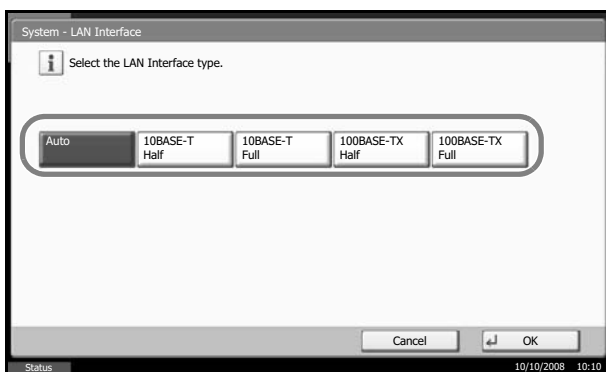 System - LAN Interface
Select the LAN Interface type.
Auto 10BASE-T 10BASE-T 100BASE-TX 100BASE-TX
Half Full Half Full
Cancel OK
Status 10/10/2008 10:10